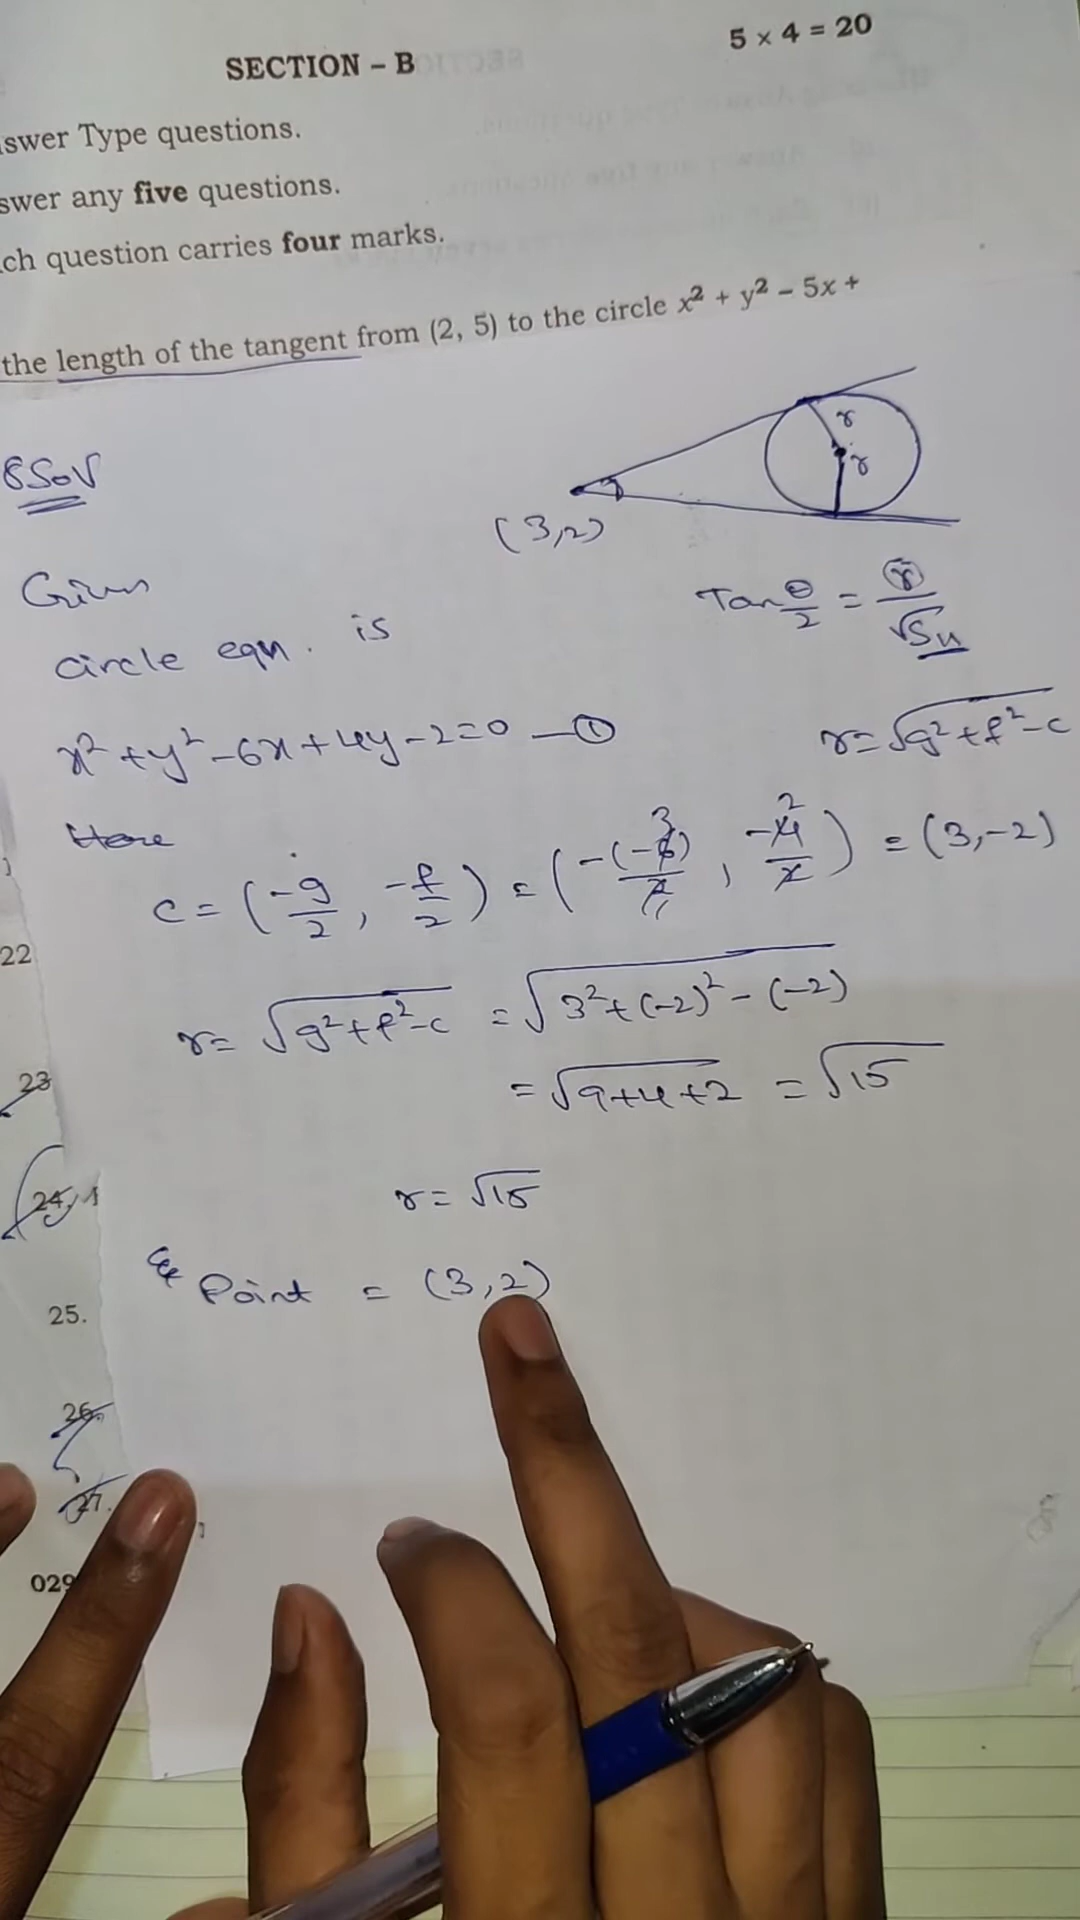 5 × 4 = 20
SECTION – B
swer Type questions.
swer any five questions.
ch question carries four marks.
the length of the tangent from (2, 5) to the circle x² + y² – 5x +
r
r
(3,2)
Given
Tan θ/2 = r/√S₁₁
circle eqn. is
x² + y² - 6x + 4y - 2 = 0 — ①
r = √g² + f² - c
Here
c = (-g/2, -f/2) = (-(-6)/2, -4/2) = (3, -2)
3
2
22
r = √g² + f² - c = √3² + (-2)² - (-2)
23
= √9 + 4 + 2 = √15
24
r = √15
Point = (3,2)
25.
26.
27.
029